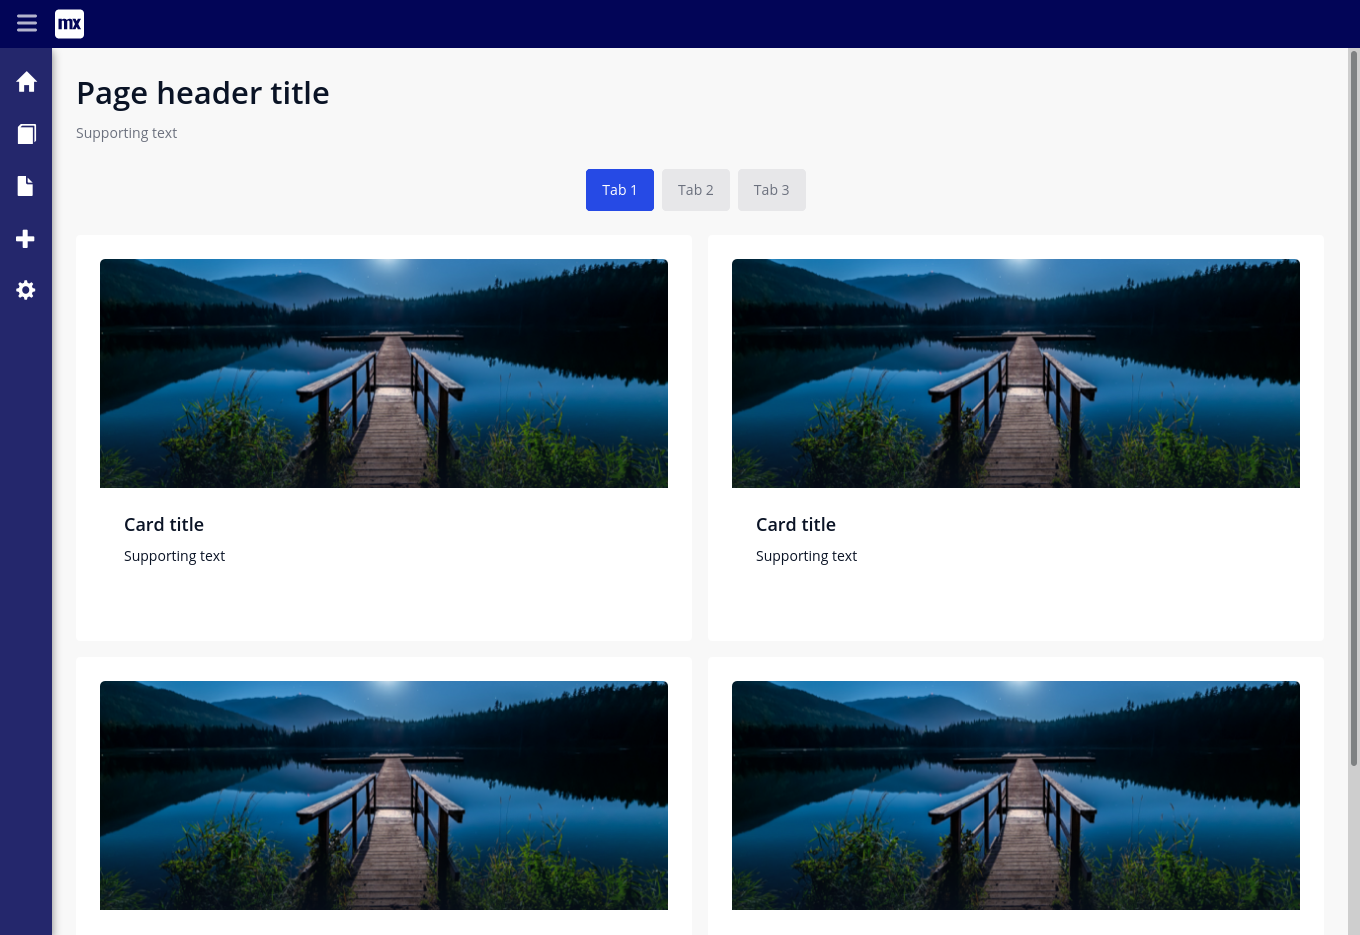 mx
Page header title
Supporting text
Tab 1 Tab 2 Tab 3
Card title
Supporting text
Card title
Supporting text